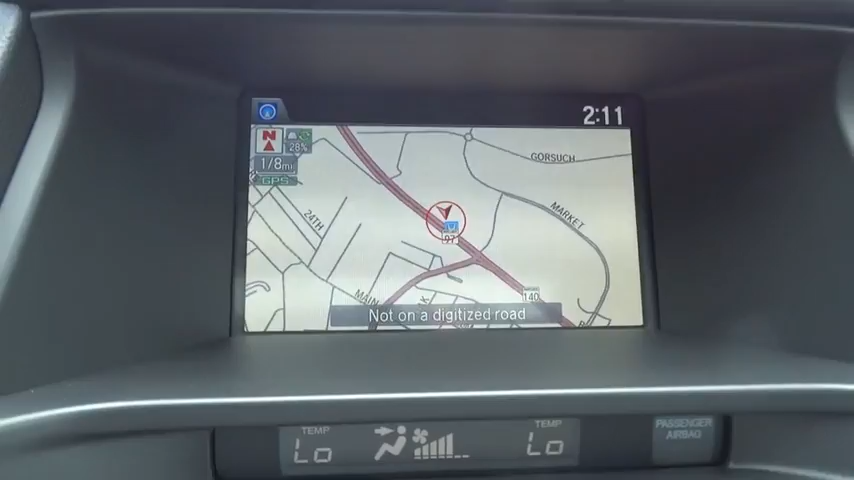 2:11
N
28%
1/8mi
GPS
GORSUCH
24TH
MARKET
97
140
MAIN
Not on a digitized road
TEMP
TEMP
Lo
Lo
PASSENGER
AIRBAG